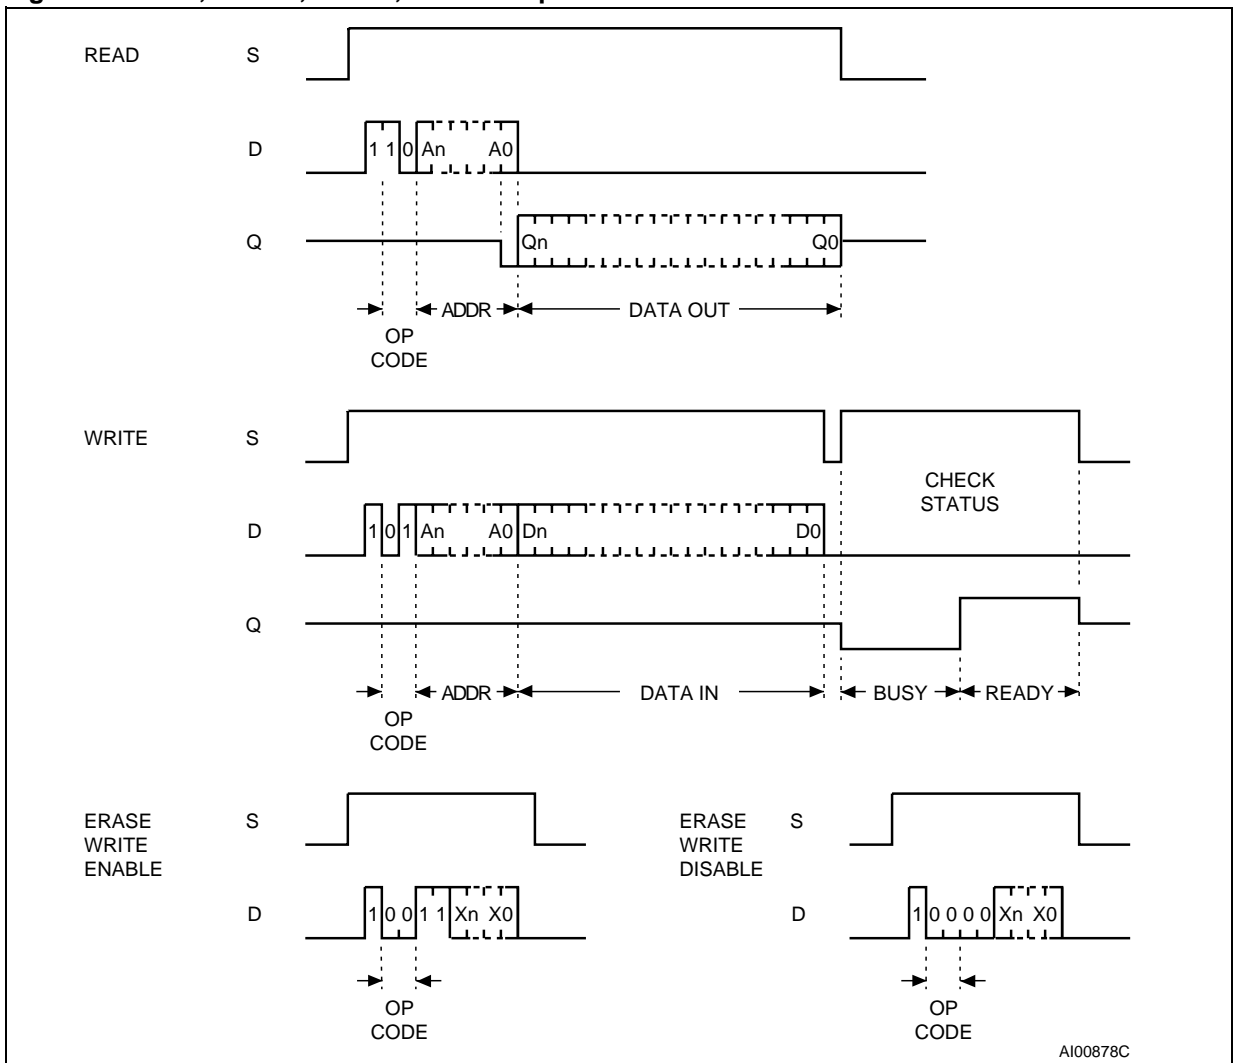 READ S
D 1 1 0 An A0
Q Qn Q0
ADDR DATA OUT
OP
CODE
WRITE S
CHECK
STATUS
D 1 0 1 An A0 Dn D0
Q
ADDR DATA IN BUSY READY
OP
CODE
ERASE S
WRITE
ENABLE
D 1 0 0 1 1 Xn X0
OP
CODE
ERASE S
WRITE
DISABLE
D 1 0 0 0 0 Xn X0
OP
CODE
AI00878C